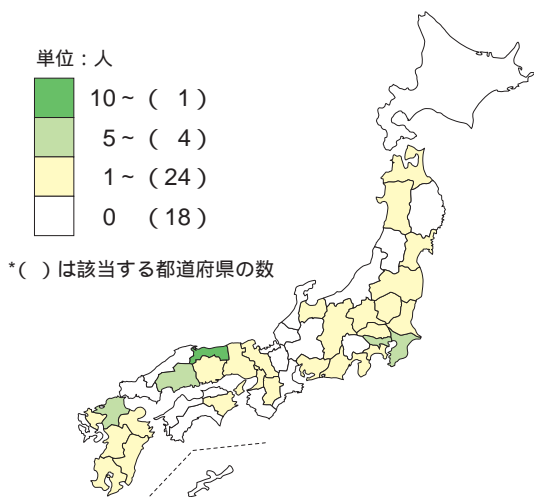 単位：人
10～（　1）
5～（　4）
1～（24）
0　（18）
*（　）は該当する都道府県の数